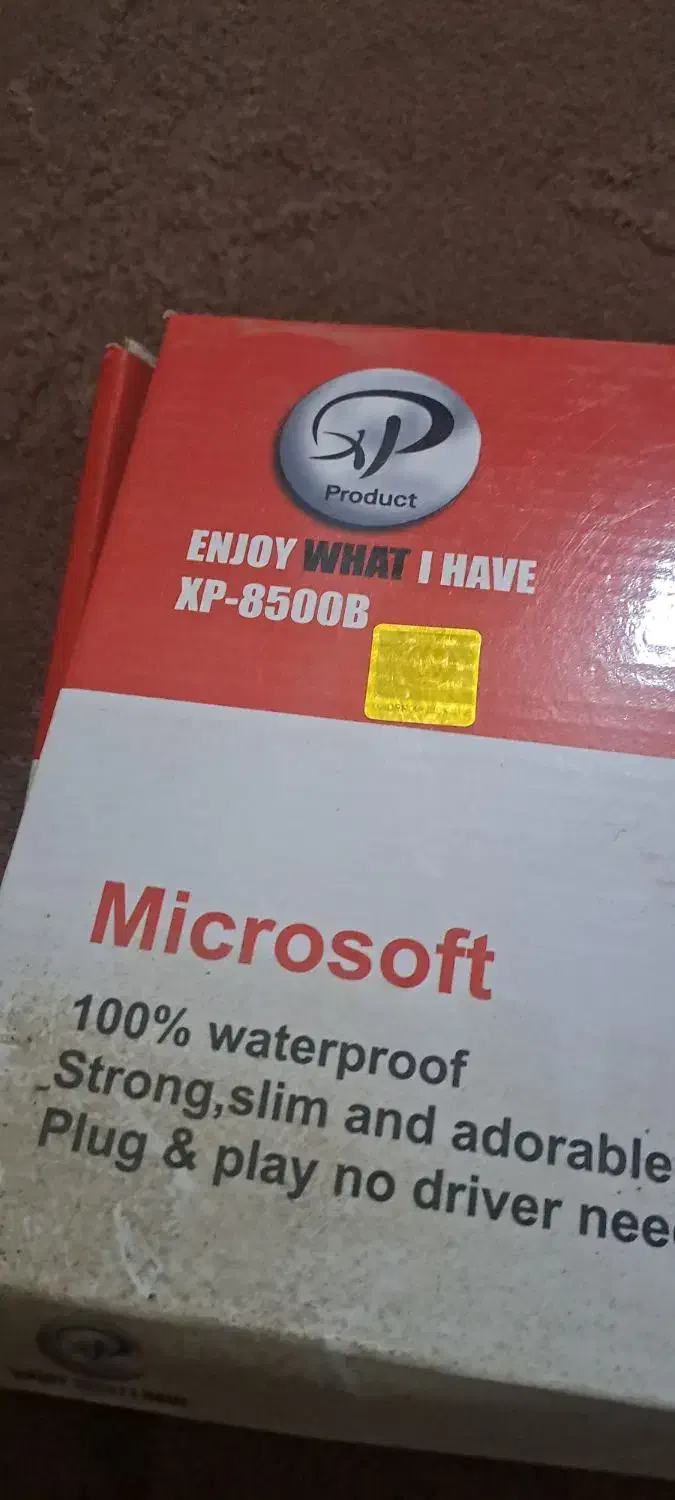 XP
Product
ENJOY WHAT I HAVE
XP-8500B
Microsoft
100% waterproof
Strong,slim and adorable
Plug & play no driver nee